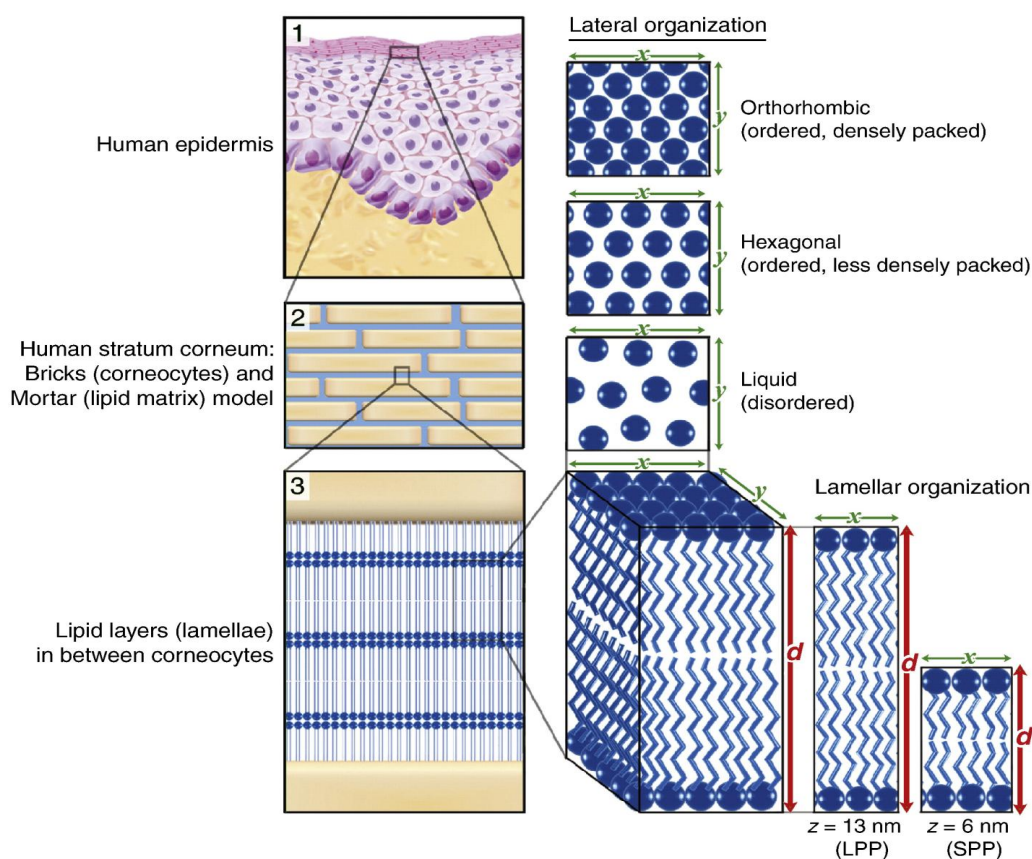 1
Human epidermis
2
Human stratum corneum:
Bricks (corneocytes) and
Mortar (lipid matrix) model
3
Lipid layers (lamellae)
in between corneocytes
Lateral organization
x
y
Orthorhombic
(ordered, densely packed)
x
y
Hexagonal
(ordered, less densely packed)
x
y
Liquid
(disordered)
x
y
d
Lamellar organization
x
d
z = 13 nm
(LPP)
x
d
z = 6 nm
(SPP)